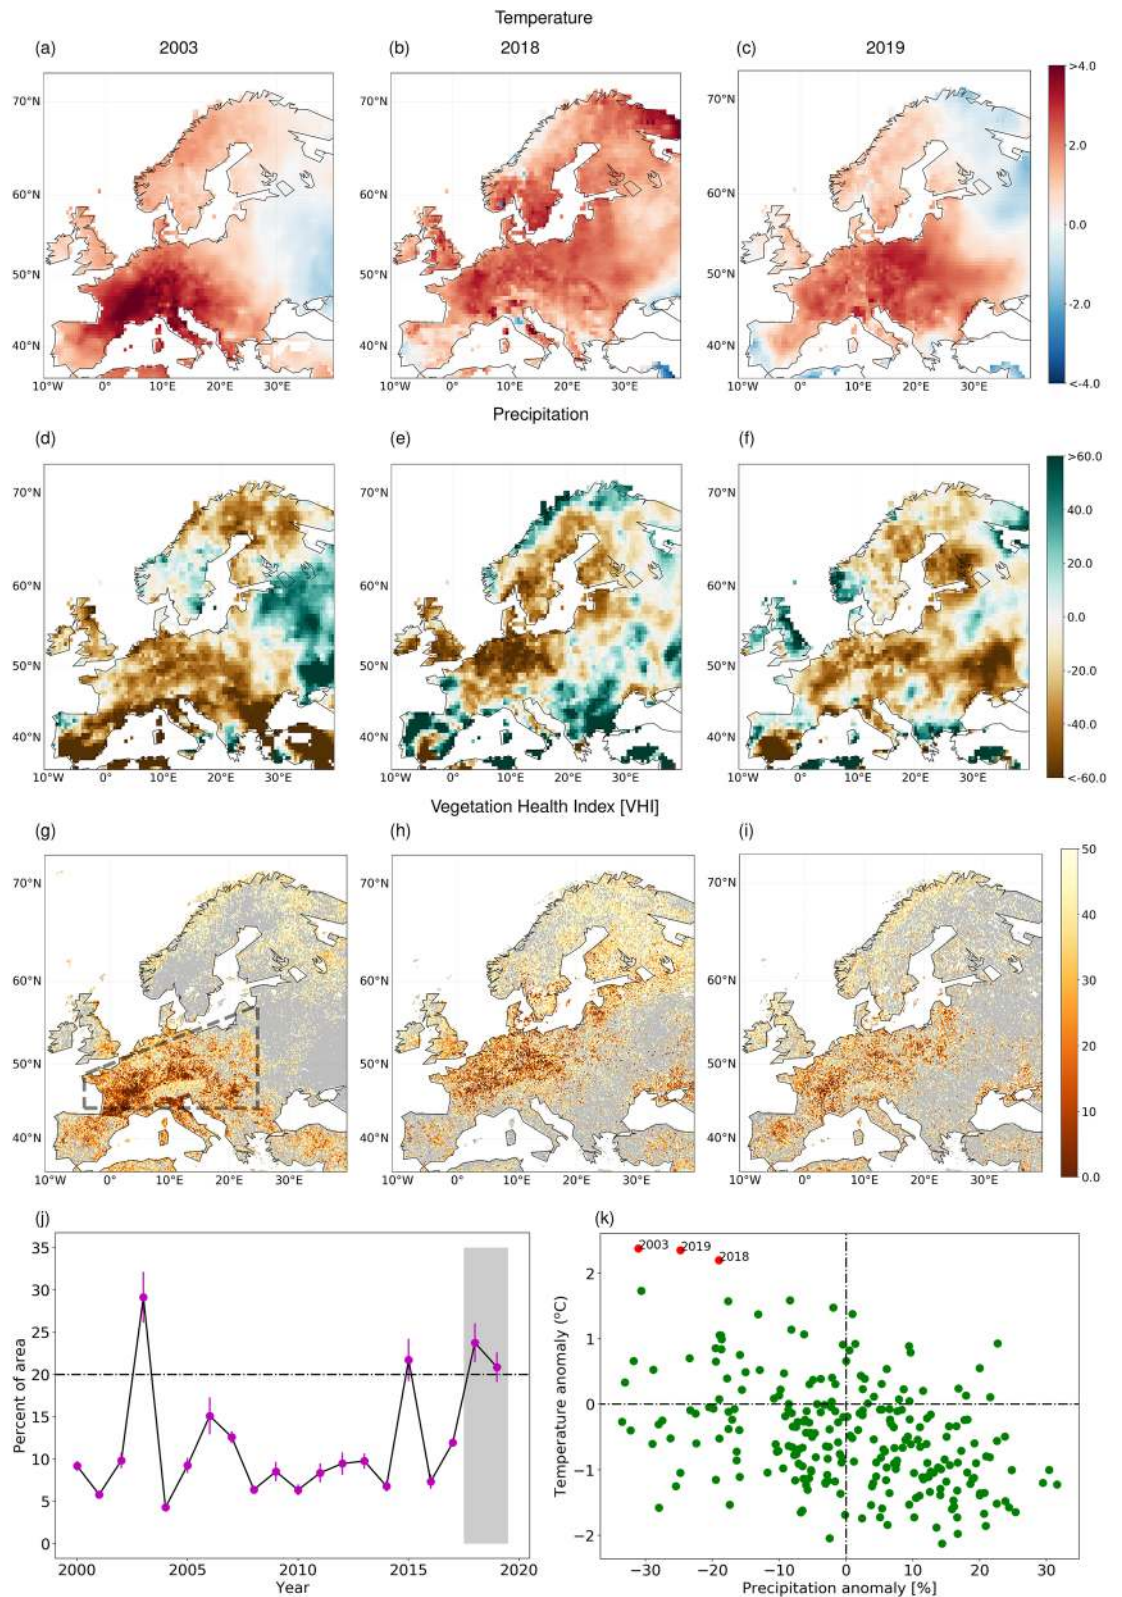 Temperature
(a) 2003 (b) 2018 (c) 2019
70°N 70°N 70°N >4.0
2.0
60°N 60°N 60°N
0.0
50°N 50°N 50°N
-2.0
40°N 40°N 40°N
<-4.0
10°W 0° 10°E 20°E 30°E 10°W 0° 10°E 20°E 30°E 10°W 0° 10°E 20°E 30°E
Precipitation
(d) (e) (f)
>60.0
70°N 70°N 70°N
40.0
20.0
60°N 60°N 60°N
0.0
50°N 50°N 50°N
-20.0
40°N 40°N 40°N
-40.0
<-60.0
10°W 0° 10°E 20°E 30°E 10°W 0° 10°E 20°E 30°E 10°W 0° 10°E 20°E 30°E
Vegetation Health Index [VHI]
(g) (h) (i)
50
70°N 70°N 70°N
40
60°N 60°N 60°N
30
20
50°N 50°N 50°N
10
40°N 40°N 40°N
0.0
10°W 0° 10°E 20°E 30°E 10°W 0° 10°E 20°E 30°E 10°W 0° 10°E 20°E 30°E
(j)
35
30
25
20
15
10
5
0
Percent of area
2000 2005 2010 2015 2020
Year
(k)
2003 2019 2018
2
1
0
−1
−2
Temperature anomaly (°C)
−30 −20 −10 0 10 20 30
Precipitation anomaly [%]